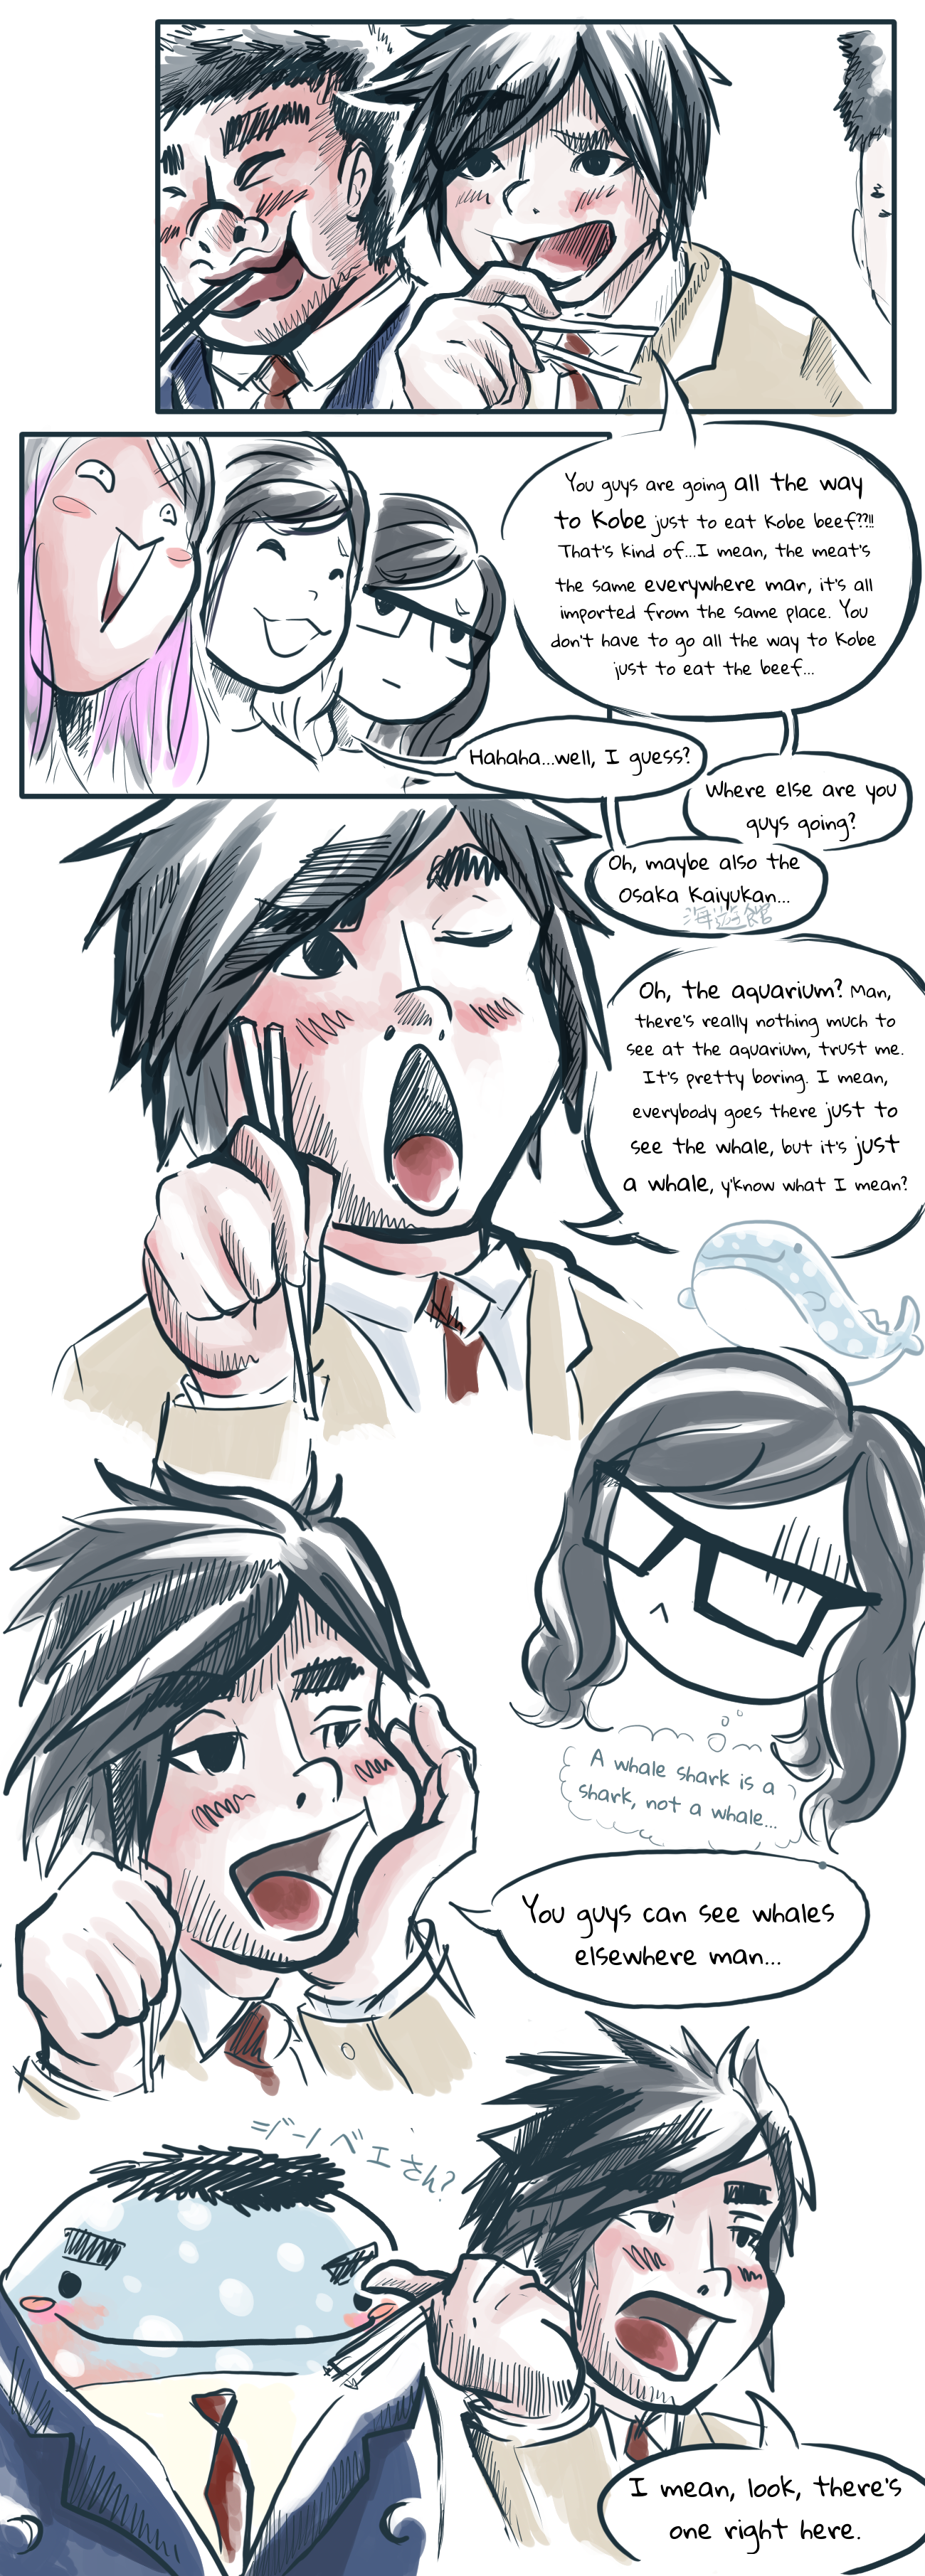 You guys are going all the way
to Kobe just to eat Kobe beef??!!
That's kind of...I mean, the meat's
the same everywhere man, it's all
imported from the same place. You
don't have to go all the way to Kobe
just to eat the beef...
Hahaha...well, I guess?
Where else are you
guys going?
Oh, maybe also the
Osaka Kaiyukan...
海遊館
Oh, the aquarium? Man,
there's really nothing much to
see at the aquarium, trust me.
It's pretty boring. I mean,
everybody goes there just to
see the whale, but it's just
a whale, y'know what I mean?
A whale shark is a
shark, not a whale...
You guys can see whales
elsewhere man...
ジンベエさん?
I mean, look, there's
one right here.